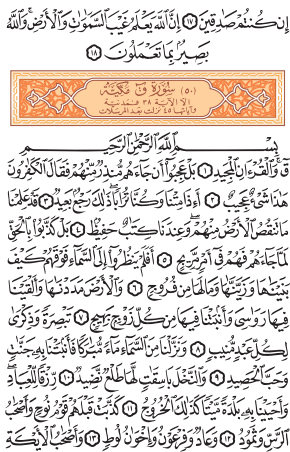 إِن كُنتُمْ صَٰدِقِينَ ١٧ إِنَّ ٱللَّهَ يَعْلَمُ غَيْبَ ٱلسَّمَٰوَٰتِ وَٱلْأَرْضِ ۚ وَٱللَّهُ
بَصِيرٌۢ بِمَا تَعْمَلُونَ ١٨
(٥٠) سُورَةُ قٓ مَكِّيَّة
إلا الآية ٣٨ فمدنية
وآياتها ٤٥ نزلت بعد المرسلات
بِسْمِ ٱللَّهِ ٱلرَّحْمَٰنِ ٱلرَّحِيمِ
قٓ ۚ وَٱلْقُرْءَانِ ٱلْمَجِيدِ ١ بَلْ عَجِبُوٓا۟ أَن جَآءَهُم مُّنذِرٌ مِّنْهُمْ فَقَالَ ٱلْكَٰفِرُونَ
هَٰذَا شَىْءٌ عَجِيبٌ ٢ أَءِذَا مِتْنَا وَكُنَّا تُرَابًا ۖ ذَٰلِكَ رَجْعٌۢ بَعِيدٌ ٣ قَدْ عَلِمْنَا
مَا تَنقُصُ ٱلْأَرْضُ مِنْهُمْ ۖ وَعِندَنَا كِتَٰبٌ حَفِيظٌۢ ٤ بَلْ كَذَّبُوا۟ بِٱلْحَقِّ
لَمَّا جَآءَهُمْ فَهُمْ فِىٓ أَمْرٍ مَّرِيجٍ ٥ أَفَلَمْ يَنظُرُوٓا۟ إِلَى ٱلسَّمَآءِ فَوْقَهُمْ كَيْفَ
بَنَيْنَٰهَا وَزَيَّنَّٰهَا وَمَا لَهَا مِن فُرُوجٍ ٦ وَٱلْأَرْضَ مَدَدْنَٰهَا وَأَلْقَيْنَا
فِيهَا رَوَٰسِىَ وَأَنۢبَتْنَا فِيهَا مِن كُلِّ زَوْجٍۭ بَهِيجٍ ٧ تَبْصِرَةً وَذِكْرَىٰ
لِكُلِّ عَبْدٍ مُّنِيبٍ ٨ وَنَزَّلْنَا مِنَ ٱلسَّمَآءِ مَآءً مُّبَٰرَكًا فَأَنۢبَتْنَا بِهِۦ جَنَّٰتٍ
وَحَبَّ ٱلْحَصِيدِ ٩ وَٱلنَّخْلَ بَاسِقَٰتٍ لَّهَا طَلْعٌ نَّضِيدٌ ١٠ رِّزْقًا لِّلْعِبَادِ ۖ
وَأَحْيَيْنَا بِهِۦ بَلْدَةً مَّيْتًا ۚ كَذَٰلِكَ ٱلْخُرُوجُ ١١ كَذَّبَتْ قَبْلَهُمْ قَوْمُ نُوحٍ وَأَصْحَٰبُ
ٱلرَّسِّ وَثَمُودُ ١٢ وَعَادٌ وَفِرْعَوْنُ وَإِخْوَٰنُ لُوطٍ ١٣ وَأَصْحَٰبُ ٱلْأَيْكَةِ